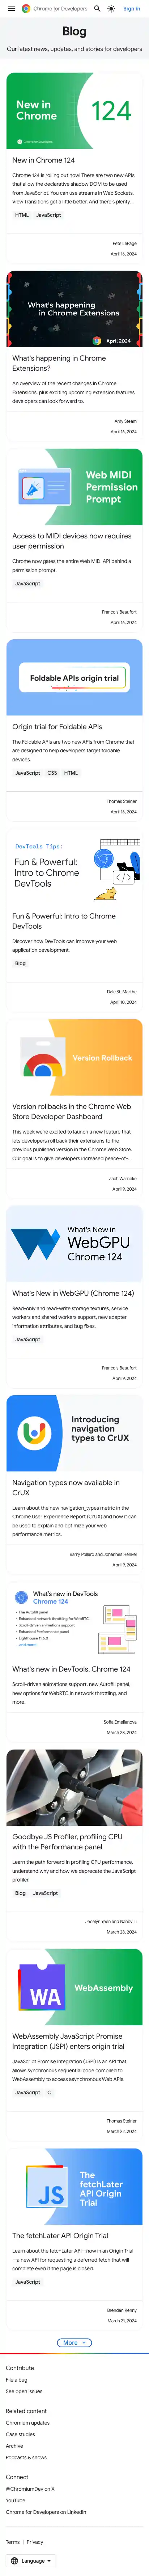 Chrome for Developers
Sign in
Blog
Our latest news, updates, and stories for developers
New in
Chrome
124
Chrome for Developers
New in Chrome 124
Chrome 124 is rolling out now! There are two new APIs
that allow the declarative shadow DOM to be used
from JavaScript. You can use streams in Web Sockets.
View Transitions get a little better. And there's plenty...
HTML JavaScript
Pete LePage
April 16, 2024
What's happening in
Chrome Extensions?
April 2024
What's happening in Chrome
Extensions?
An overview of the recent changes in Chrome
Extensions, plus exciting upcoming extension features
developers can look forward to.
Amy Steam
April 16, 2024
Web MIDI
Permission
Prompt
Access to MIDI devices now requires
user permission
Chrome now gates the entire Web MIDI API behind a
permission prompt.
JavaScript
Francois Beaufort
April 16, 2024
Foldable APIs origin trial
Origin trial for Foldable APIs
The Foldable APIs are two new APIs from Chrome that
are designed to help developers target foldable
devices.
JavaScript CSS HTML
Thomas Steiner
April 16, 2024
DevTools Tips:
Fun & Powerful:
Intro to Chrome
DevTools
Fun & Powerful: Intro to Chrome
DevTools
Discover how DevTools can improve your web
application development.
Blog
Dale St. Marthe
April 10, 2024
Version Rollback
Version rollbacks in the Chrome Web
Store Developer Dashboard
This week we're excited to launch a new feature that
lets developers roll back their extensions to the
previous published version in the Chrome Web Store.
Our goal is to give developers increased peace-of-...
Zach Warneke
April 9, 2024
What's New in
WebGPU
Chrome 124
What's New in WebGPU (Chrome 124)
Read-only and read-write storage textures, service
workers and shared workers support, new adapter
information attributes, and bug fixes.
JavaScript
Francois Beaufort
April 9, 2024
Introducing
navigation
types to CrUX
Navigation types now available in
CrUX
Learn about the new navigation_types metric in the
Chrome User Experience Report (CrUX) and how it can
be used to explain and optimize your web
performance metrics.
Barry Pollard and Johannes Henkel
April 9, 2024
What's new in DevTools
Chrome 124
The Autofill panel
Enhanced network throttling for WebRTC
Scroll-driven animations support
Enhanced Performance panel
Lighthouse 11.6.0
...and more!
What's new in DevTools, Chrome 124
Scroll-driven animations support, new Autofill panel,
new options for WebRTC in network throttling, and
more.
Sofia Emelianova
March 28, 2024
Goodbye JS Profiler, profiling CPU
with the Performance panel
Learn the path forward in profiling CPU performance,
understand why and how we deprecate the JavaScript
profiler.
Blog JavaScript
Jecelyn Yeen and Nancy Li
March 28, 2024
WA
WebAssembly
WebAssembly JavaScript Promise
Integration (JSPI) enters origin trial
JavaScript Promise Integration (JSPI) is an API that
allows synchronous sequential code compiled to
WebAssembly to access asynchronous Web APIs.
JavaScript C
Thomas Steiner
March 22, 2024
JS
The
fetchLater
API Origin
Trial
The fetchLater API Origin Trial
Learn about the fetchLater API—now in an Origin Trial
—a new API for requesting a deferred fetch that will
complete even if the page is closed.
JavaScript
Brendan Kenny
March 21, 2024
More
Contribute
File a bug
See open issues
Related content
Chromium updates
Case studies
Archive
Podcasts & shows
Connect
@ChromiumDev on X
YouTube
Chrome for Developers on LinkedIn
Terms | Privacy
Language